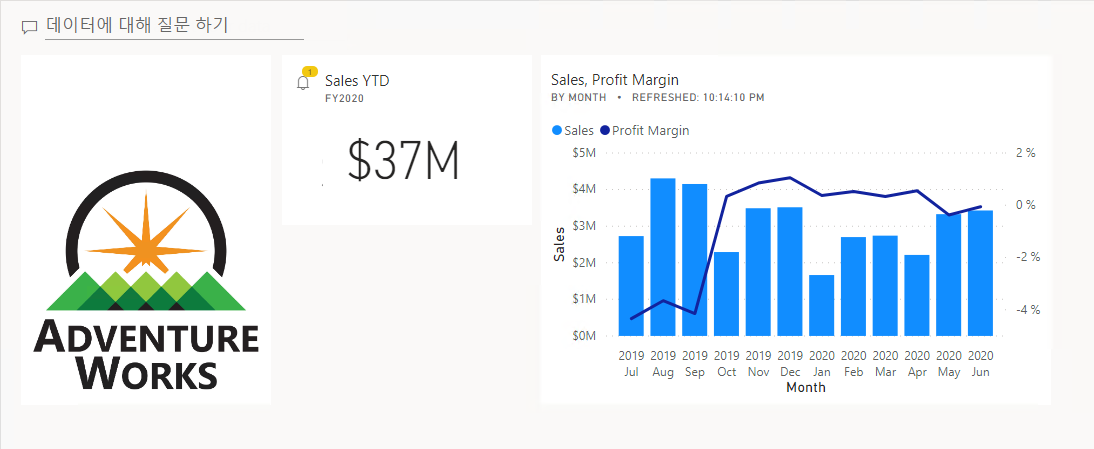 데이터에 대해 질문 하기
ADVENTURE
WORKS
1
Sales YTD
FY2020
$37M
Sales, Profit Margin
BY MONTH • REFRESHED: 10:14:10 PM
Sales Profit Margin
$5M
$4M
$3M
$2M
$1M
$0M
Sales
2 %
0 %
-2 %
-4 %
2019 2019 2019 2019 2019 2019 2020 2020 2020 2020 2020 2020
Jul Aug Sep Oct Nov Dec Jan Feb Mar Apr May Jun
Month